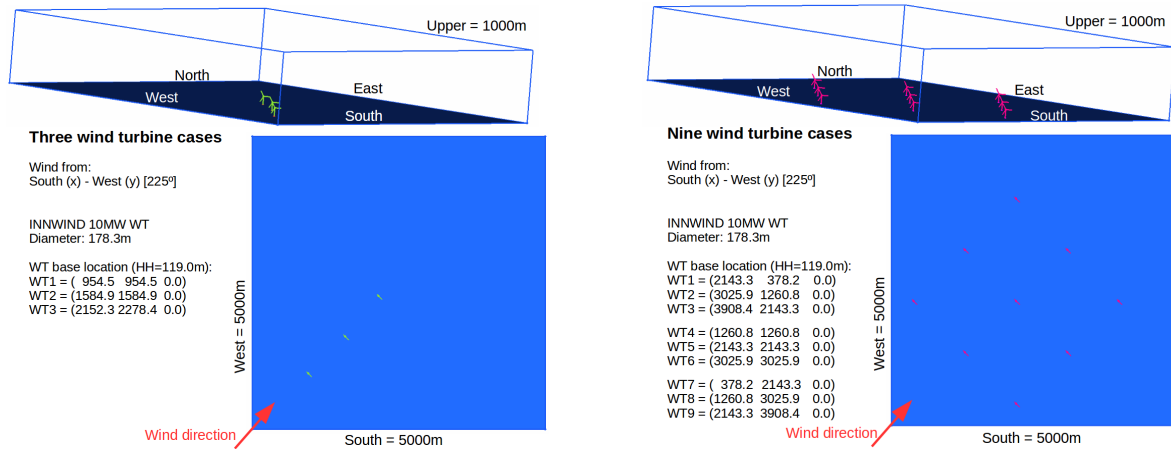 Upper = 1000m
North
East
West
South
Three wind turbine cases
Wind from:
South (x) - West (y) [225º]
INNWIND 10MW WT
Diameter: 178.3m
WT base location (HH=119.0m):
WT1 = ( 954.5 954.5 0.0)
WT2 = (1584.9 1584.9 0.0)
WT3 = (2152.3 2278.4 0.0)
West = 5000m
Wind direction
South = 5000m
Upper = 1000m
North
West
East
South
Nine wind turbine cases
Wind from:
South (x) - West (y) [225º]
INNWIND 10MW WT
Diameter: 178.3m
WT base location (HH=119.0m):
WT1 = (2143.3 378.2 0.0)
WT2 = (3025.9 1260.8 0.0)
WT3 = (3908.4 2143.3 0.0)
WT4 = (1260.8 1260.8 0.0)
WT5 = (2143.3 2143.3 0.0)
WT6 = (3025.9 3025.9 0.0)
WT7 = ( 378.2 2143.3 0.0)
WT8 = (1260.8 3025.9 0.0)
WT9 = (2143.3 3908.4 0.0)
West = 5000m
Wind direction
South = 5000m